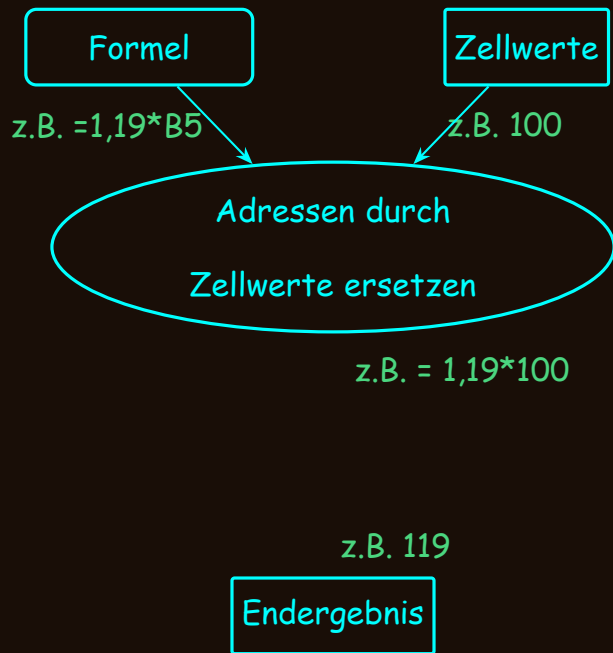 Formel
Zellwerte
z.B. =1,19*B5
z.B. 100
Adressen durch
Zellwerte ersetzen
z.B. = 1,19*100
z.B. 119
Endergebnis